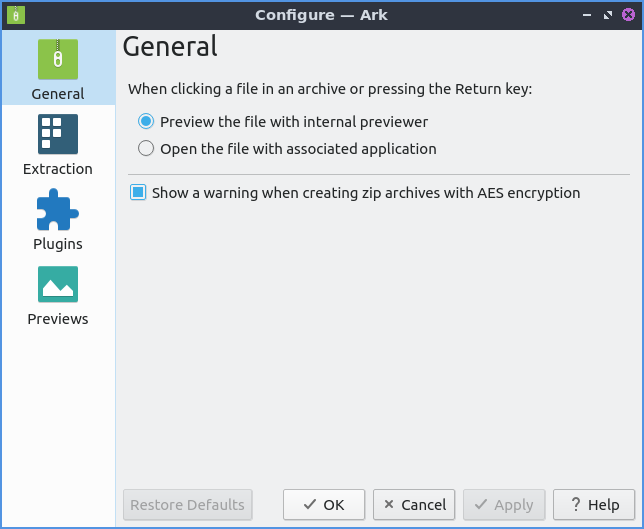 Configure — Ark
General
Extraction
Plugins
Previews
General
When clicking a file in an archive or pressing the Return key:
Preview the file with internal previewer
Open the file with associated application
Show a warning when creating zip archives with AES encryption
Restore Defaults
OK
Cancel
Apply
? Help